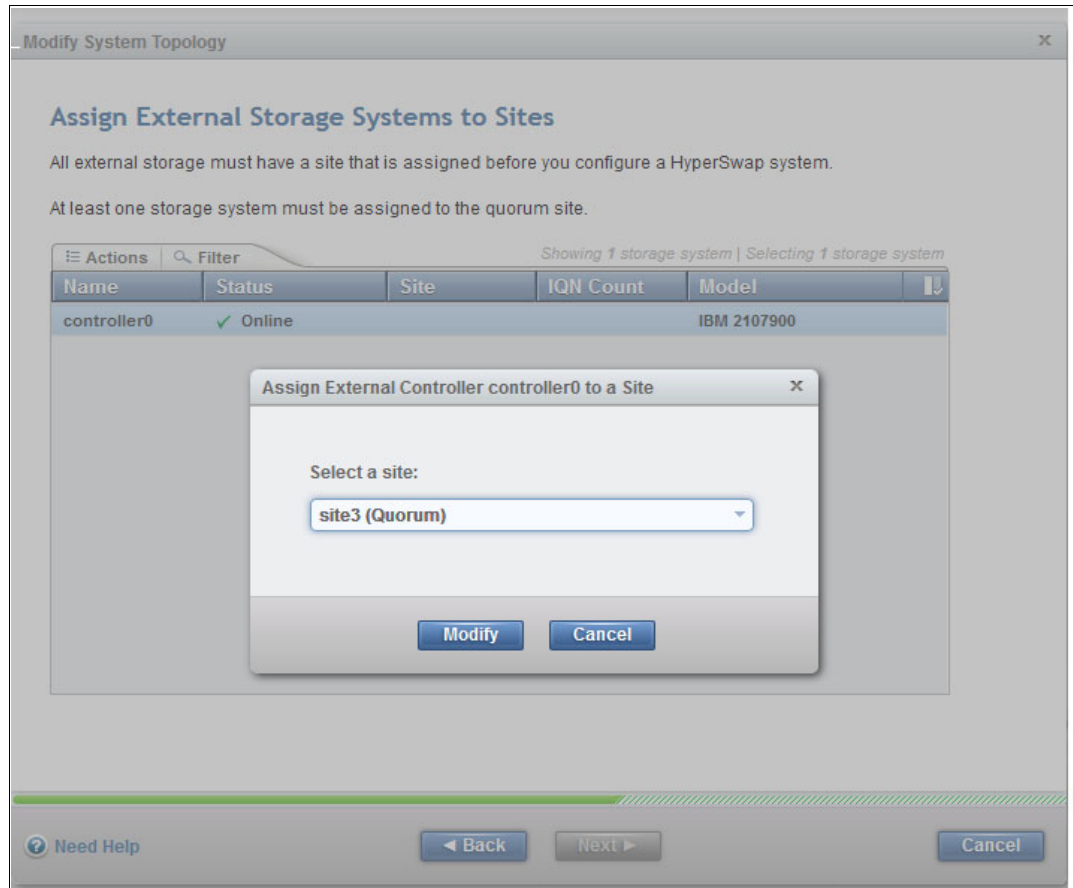 Modify System Topology x
Assign External Storage Systems to Sites
All external storage must have a site that is assigned before you configure a HyperSwap system.
At least one storage system must be assigned to the quorum site.
Actions Filter Showing 1 storage system | Selecting 1 storage system
Name Status Site IQN Count Model
controller0 ✓ Online IBM 2107900
Assign External Controller controller0 to a Site x
Select a site:
site3 (Quorum)
Modify Cancel
? Need Help ◄ Back Next ► Cancel